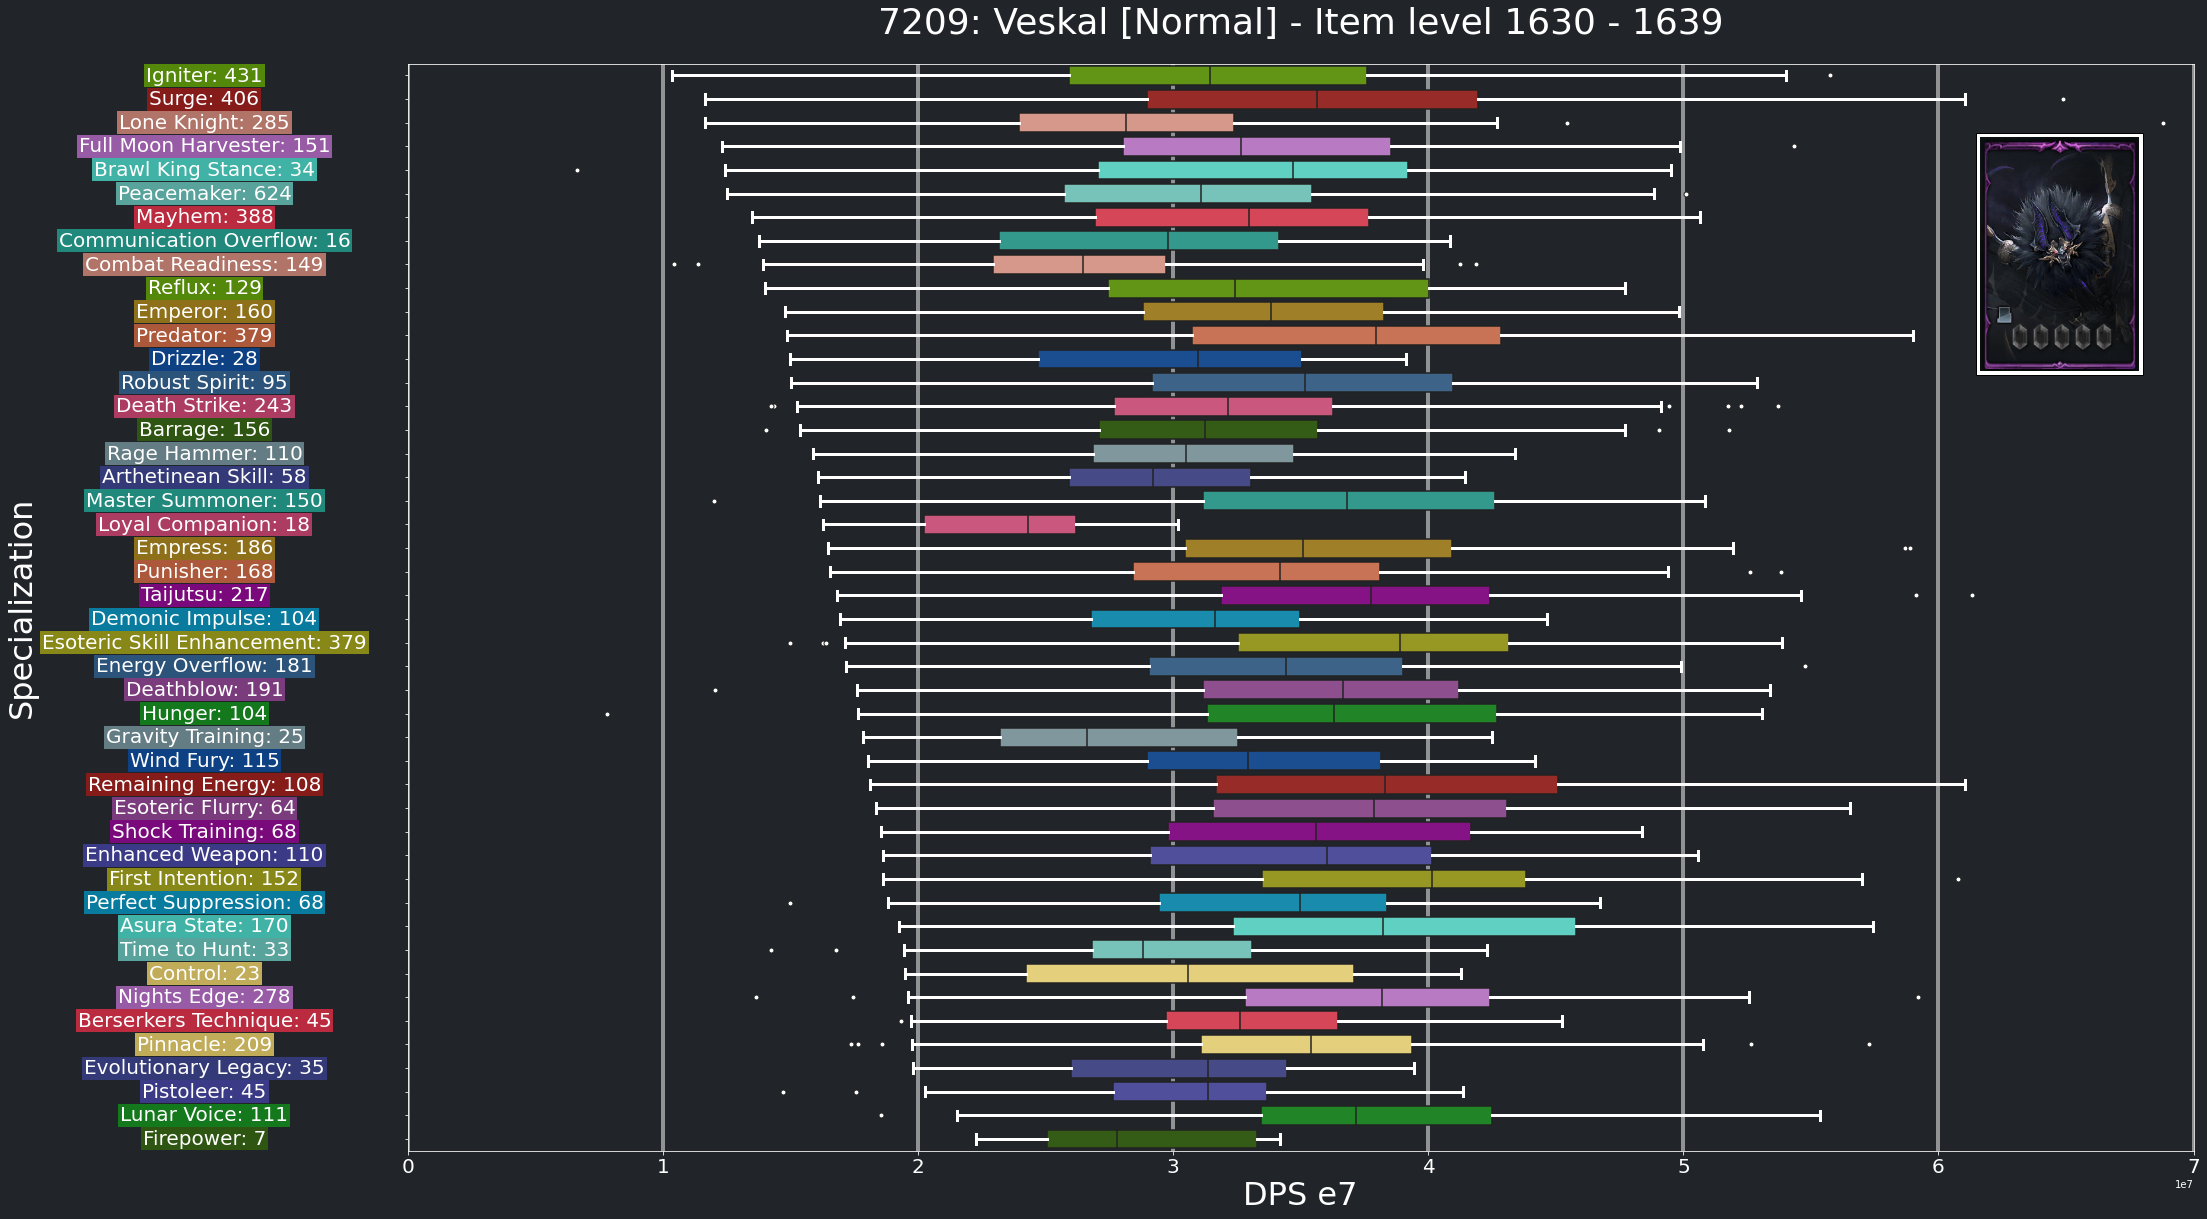 7209: Veskal [Normal] - Item level 1630 - 1639
Igniter: 431
Surge: 406
Lone Knight: 285
Full Moon Harvester: 151
Brawl King Stance: 34
Peacemaker: 624
Mayhem: 388
Communication Overflow: 16
Combat Readiness: 149
Reflux: 129
Emperor: 160
Predator: 379
Drizzle: 28
Robust Spirit: 95
Death Strike: 243
Barrage: 156
Rage Hammer: 110
Arthetinean Skill: 58
Master Summoner: 150
Loyal Companion: 18
Empress: 186
Punisher: 168
Taijutsu: 217
Demonic Impulse: 104
Esoteric Skill Enhancement: 379
Energy Overflow: 181
Deathblow: 191
Hunger: 104
Gravity Training: 25
Wind Fury: 115
Remaining Energy: 108
Esoteric Flurry: 64
Shock Training: 68
Enhanced Weapon: 110
First Intention: 152
Perfect Suppression: 68
Asura State: 170
Time to Hunt: 33
Control: 23
Nights Edge: 278
Berserkers Technique: 45
Pinnacle: 209
Evolutionary Legacy: 35
Pistoleer: 45
Lunar Voice: 111
Firepower: 7
Specialization
0 1 2 3 4 5 6 7
1e7
DPS e7